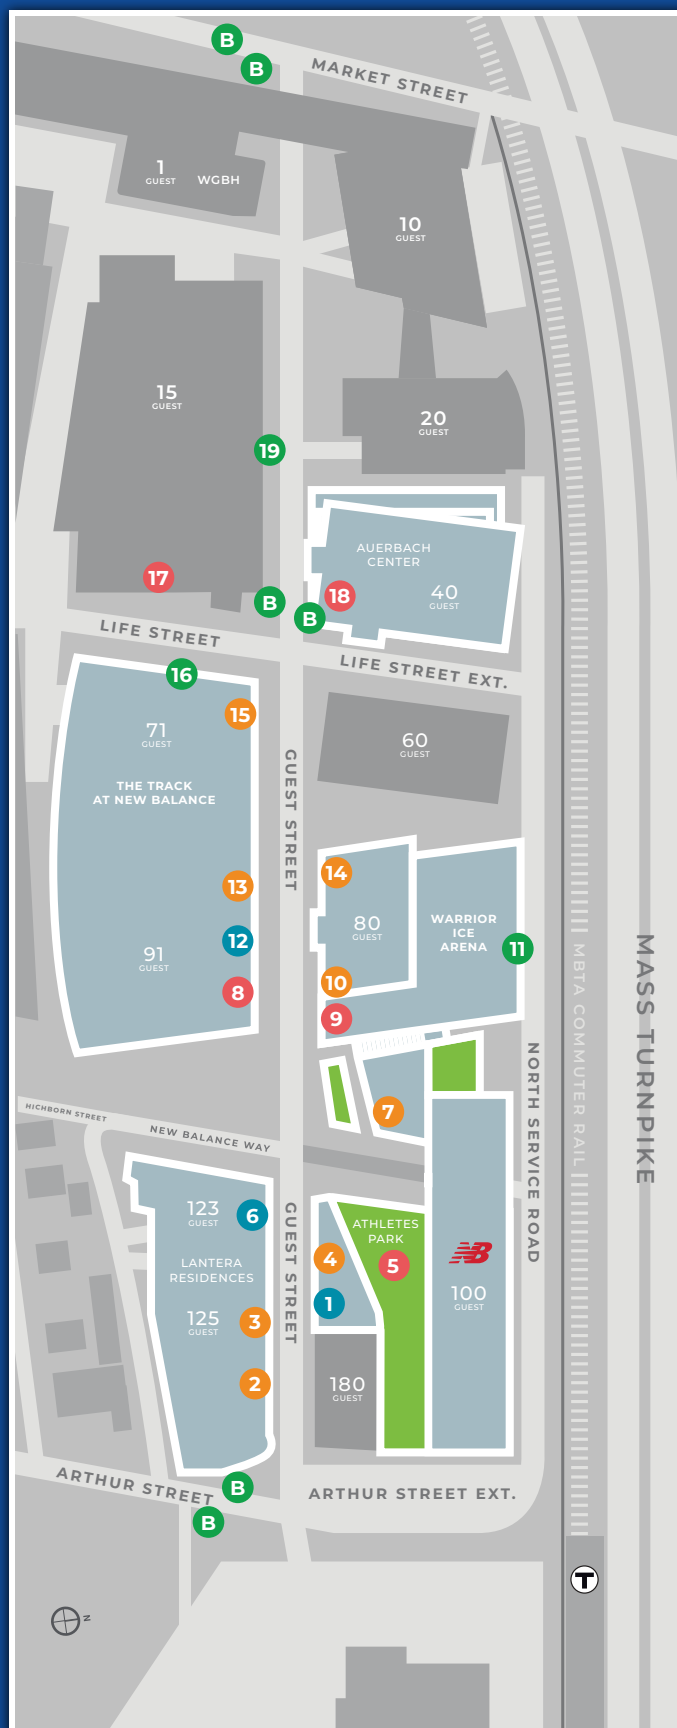 B
B
MARKET STREET
1
GUEST
WGBH
10
GUEST
15
GUEST
20
GUEST
19
AUERBACH
CENTER
40
GUEST
17
18
B
B
LIFE STREET
LIFE STREET EXT.
16
15
71
GUEST
60
GUEST
THE TRACK
AT NEW BALANCE
GUEST STREET
14
13
80
GUEST
WARRIOR
ICE
ARENA
12
11
91
GUEST
8
10
9
MBTA COMMUTER RAIL
MASS TURNPIKE
NORTH SERVICE ROAD
7
HICHBORN STREET
NEW BALANCE WAY
123
GUEST
6
GUEST STREET
ATHLETES
PARK
5
4
NB
LANTERA
RESIDENCES
1
100
GUEST
125
GUEST
3
2
180
GUEST
ARTHUR STREET
B
B
ARTHUR STREET EXT.
T
N